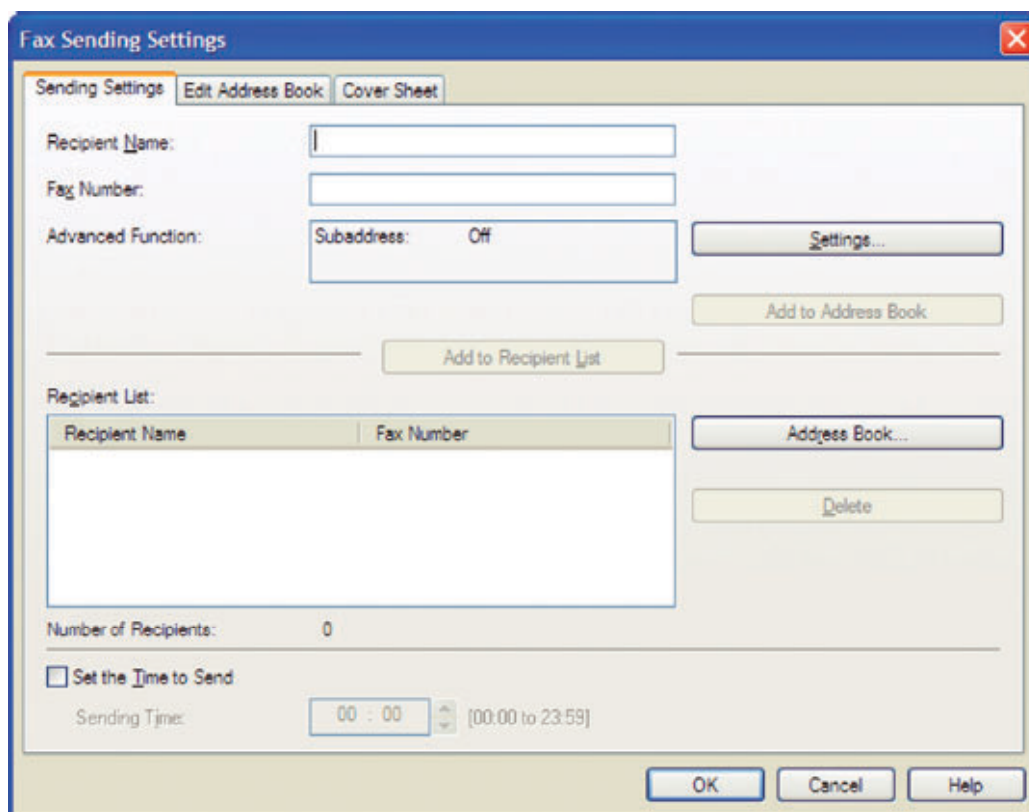 Fax Sending Settings
Sending Settings Edit Address Book Cover Sheet
Recipient Name:
Fax Number:
Advanced Function: Subaddress: Off Settings...
Add to Address Book
Add to Recipient List
Recipient List:
Recipient Name Fax Number Address Book...
Delete
Number of Recipients: 0
Set the Time to Send
Sending Time: 00 : 00 [00:00 to 23:59]
OK Cancel Help